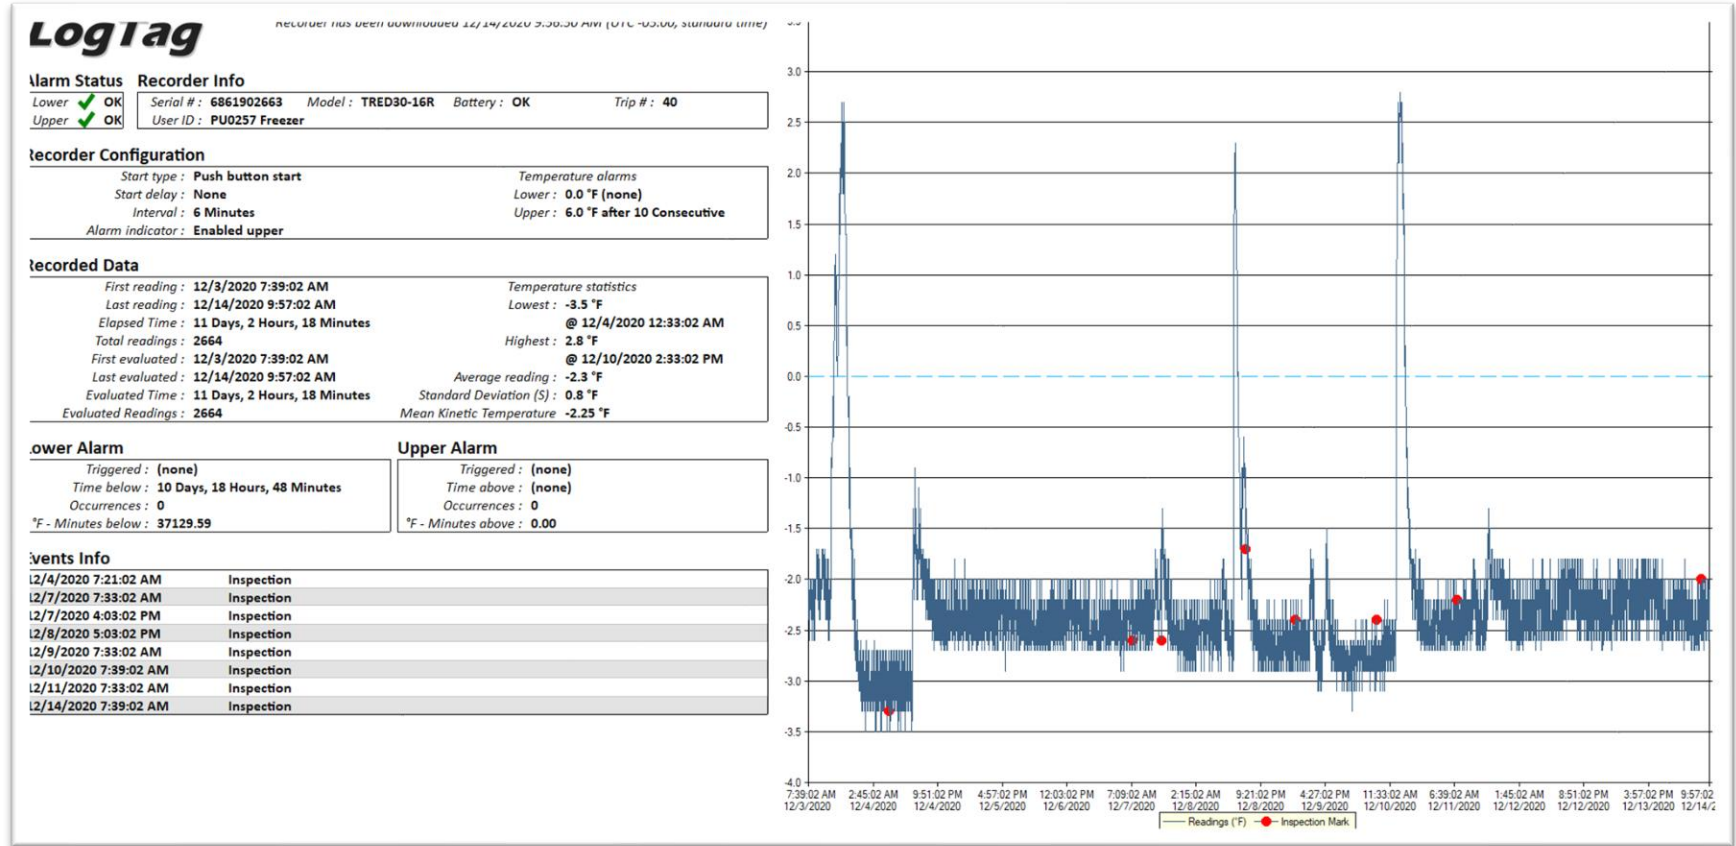 LogTag
Recorder has been downloaded 12/14/2020 9:56:50 AM (UTC -05:00, standard time)
Alarm Status
Lower OK
Upper OK
Recorder Info
Serial # : 6861902663 Model : TRED30-16R Battery : OK Trip # : 40
User ID : PU0257 Freezer
Recorder Configuration
Start type : Push button start
Start delay : None
Interval : 6 Minutes
Alarm indicator : Enabled upper
Temperature alarms
Lower : 0.0 °F (none)
Upper : 6.0 °F after 10 Consecutive
Recorded Data
First reading : 12/3/2020 7:39:02 AM
Last reading : 12/14/2020 9:57:02 AM
Elapsed Time : 11 Days, 2 Hours, 18 Minutes
Total readings : 2664
First evaluated : 12/3/2020 7:39:02 AM
Last evaluated : 12/14/2020 9:57:02 AM
Evaluated Time : 11 Days, 2 Hours, 18 Minutes
Evaluated Readings : 2664
Temperature statistics
Lowest : -3.5 °F
@ 12/4/2020 12:33:02 AM
Highest : 2.8 °F
@ 12/10/2020 2:33:02 PM
Average reading : -2.3 °F
Standard Deviation (S) : 0.8 °F
Mean Kinetic Temperature -2.25 °F
Lower Alarm
Triggered : (none)
Time below : 10 Days, 18 Hours, 48 Minutes
Occurrences : 0
°F - Minutes below : 37129.59
Upper Alarm
Triggered : (none)
Time above : (none)
Occurrences : 0
°F - Minutes above : 0.00
Events Info
12/4/2020 7:21:02 AM Inspection
12/7/2020 7:33:02 AM Inspection
12/7/2020 4:03:02 PM Inspection
12/8/2020 5:03:02 PM Inspection
12/9/2020 7:33:02 AM Inspection
12/10/2020 7:39:02 AM Inspection
12/11/2020 7:33:02 AM Inspection
12/14/2020 7:39:02 AM Inspection
3.0
2.5
2.0
1.5
1.0
0.5
0.0
-0.5
-1.0
-1.5
-2.0
-2.5
-3.0
-3.5
-4.0
7:39:02 AM 2:45:02 AM 9:51:02 PM 4:57:02 PM 12:03:02 PM 7:09:02 AM 2:15:02 AM 9:21:02 PM 4:27:02 PM 11:33:02 AM 6:39:02 AM 1:45:02 AM 8:51:02 PM 3:57:02 PM 9:57:02
12/3/2020 12/4/2020 12/4/2020 12/5/2020 12/6/2020 12/7/2020 12/8/2020 12/8/2020 12/9/2020 12/10/2020 12/11/2020 12/12/2020 12/12/2020 12/13/2020 12/14/2
Readings (°F) Inspection Mark